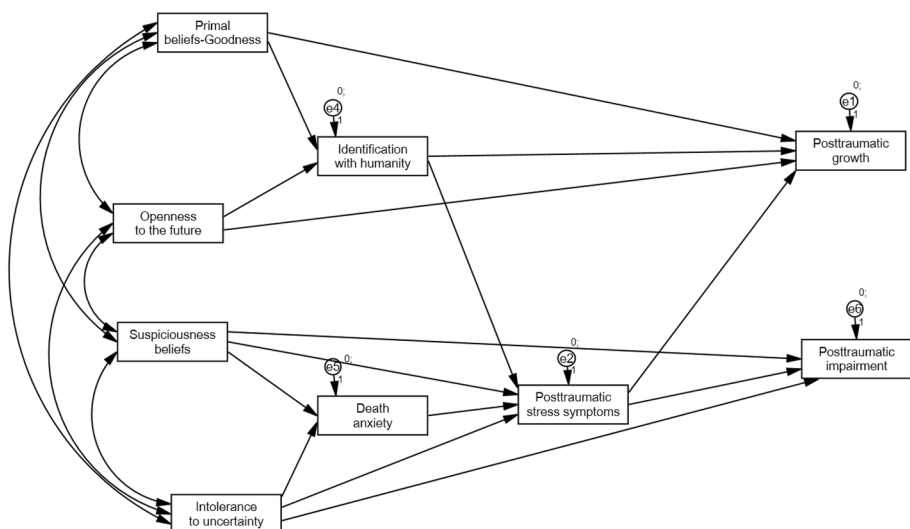 Primal
beliefs-Goodness
0;
e4
1
0;
e1
1
Identification
with humanity
Posttraumatic
growth
Openness
to the future
0;
e6
1
Suspiciousness
beliefs
0;
e5
1
0;
e2
1
Posttraumatic
impairment
Death
anxiety
Posttraumatic
stress symptoms
Intolerance
to uncertainty